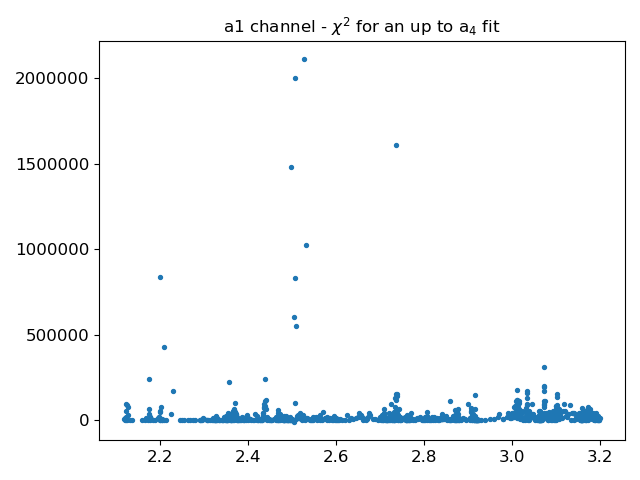 a1 channel - χ² for an up to a₄ fit
2000000
1500000
1000000
500000
0
2.2 2.4 2.6 2.8 3.0 3.2